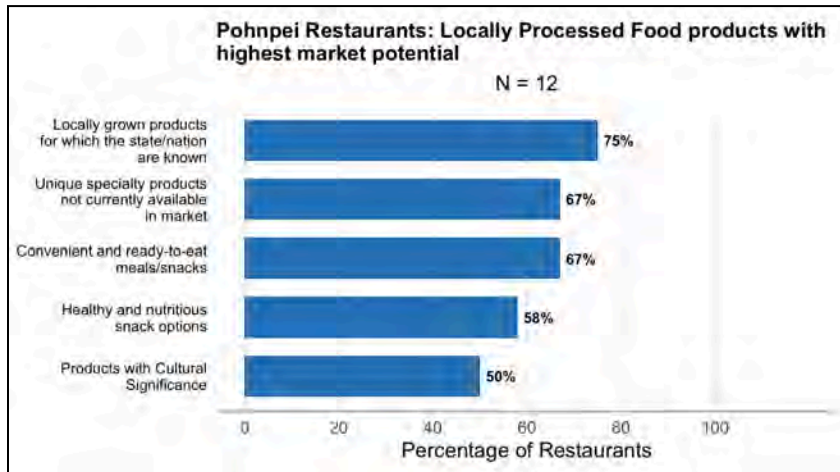 Pohnpei Restaurants: Locally Processed Food products with
highest market potential
N = 12
Locally grown products
for which the state/nation
are known
75%
Unique specialty products
not currently available
in market
67%
Convenient and ready-to-eat
meals/snacks
67%
Healthy and nutritious
snack options
58%
Products with Cultural
Significance
50%
0 20 40 60 80 100
Percentage of Restaurants